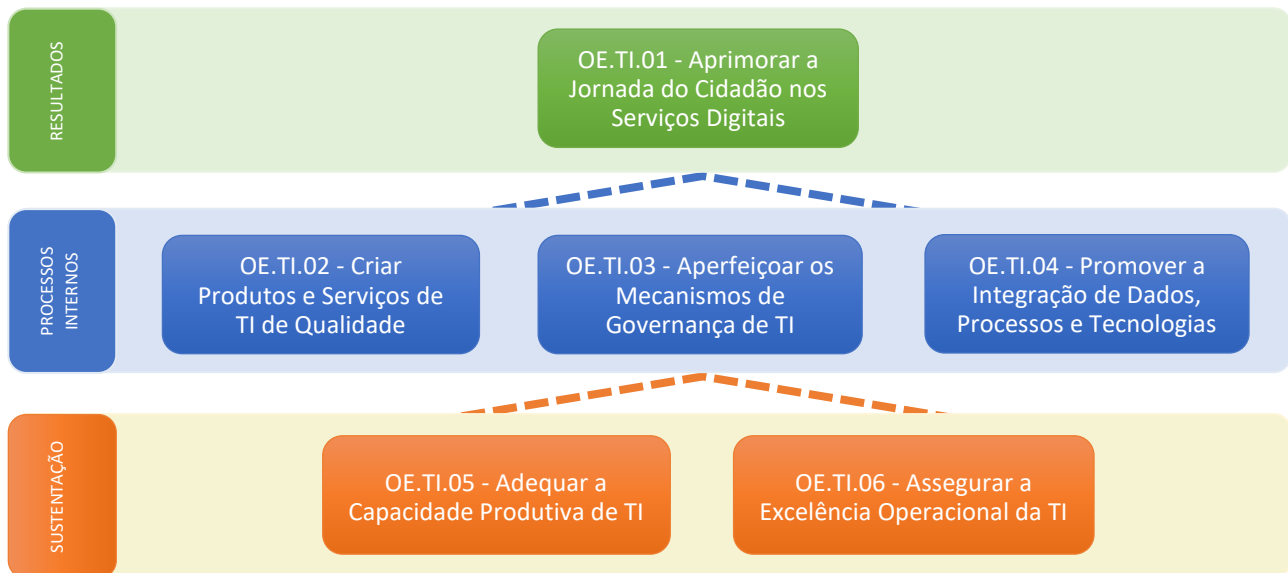 RESULTADOS
OE.TI.01 - Aprimorar a
Jornada do Cidadão nos
Serviços Digitais
PROCESSOS
INTERNOS
OE.TI.02 - Criar
Produtos e Serviços de
TI de Qualidade
OE.TI.03 - Aperfeiçoar os
Mecanismos de
Governança de TI
OE.TI.04 - Promover a
Integração de Dados,
Processos e Tecnologias
SUSTENTAÇÃO
OE.TI.05 - Adequar a
Capacidade Produtiva de TI
OE.TI.06 - Assegurar a
Excelência Operacional da TI